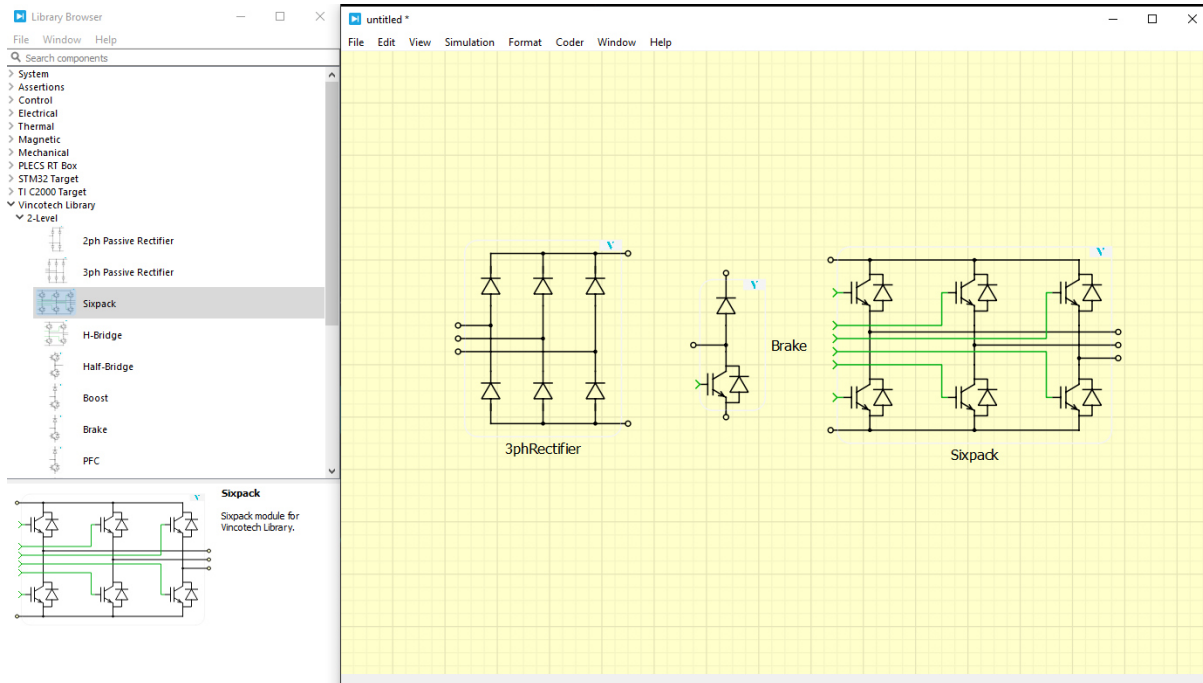 Library Browser
File Window Help
Search components
System
Assertions
Control
Electrical
Thermal
Magnetic
Mechanical
PLECS RT Box
STM32 Target
TI C2000 Target
Vincotech Library
2-Level
2ph Passive Rectifier
3ph Passive Rectifier
Sixpack
H-Bridge
Half-Bridge
Boost
Brake
PFC
Sixpack
Sixpack module for
Vincotech Library.
untitled *
File Edit View Simulation Format Coder Window Help
3phRectifier
Brake
Sixpack